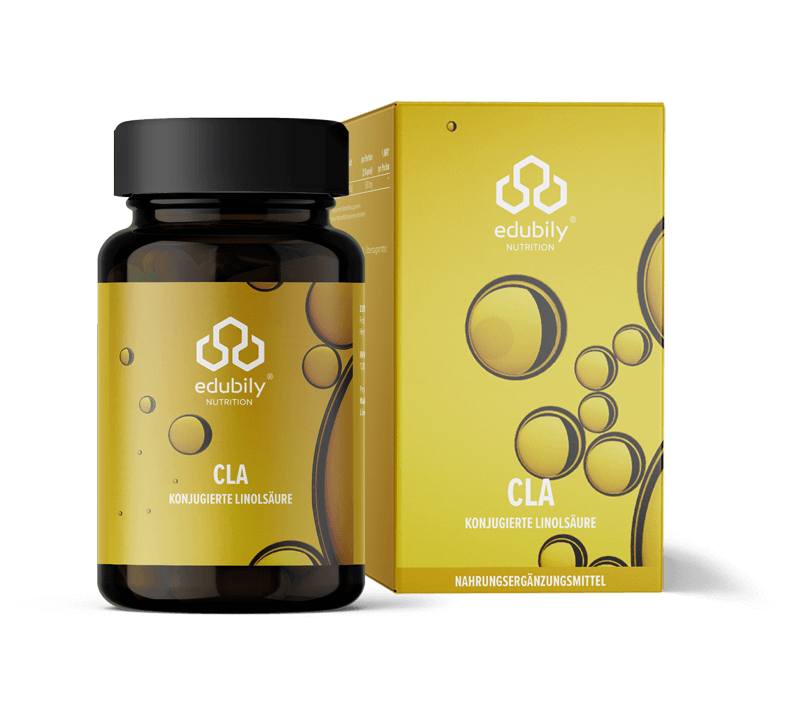 edubily®
NUTRITION
CLA
KONJUGIERTE LINOLSÄURE
edubily®
NUTRITION
CLA
KONJUGIERTE LINOLSÄURE
NAHRUNGSERGÄNZUNGSMITTEL